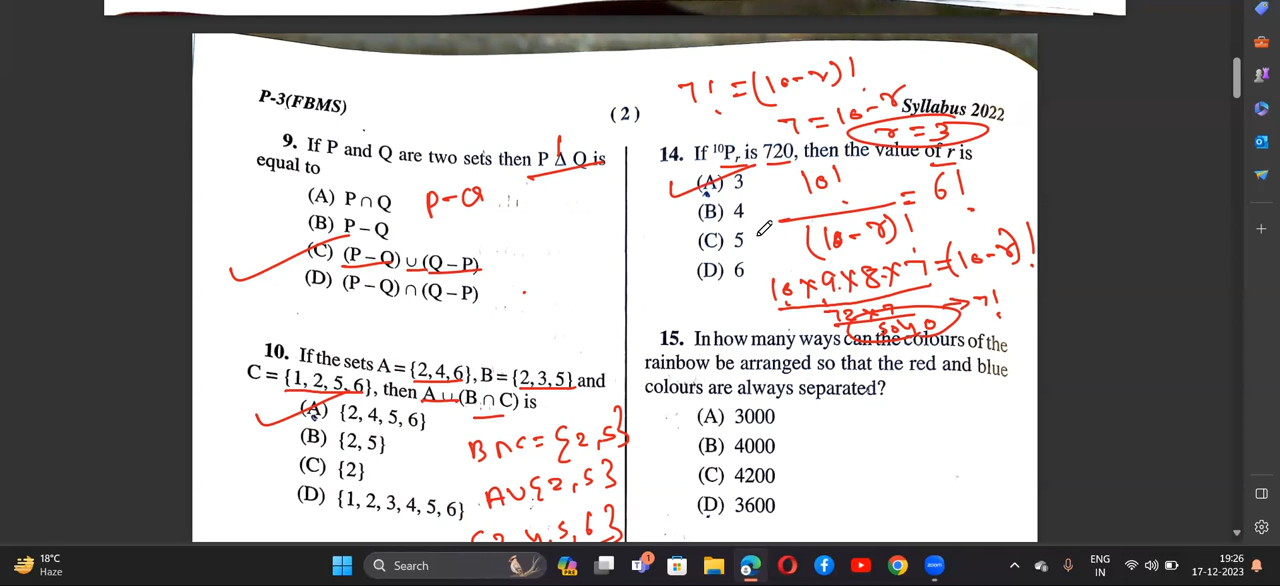 P-3(FBMS)
(2)
Syllabus 2022
9. If P and Q are two sets then P Δ Q is
equal to
(A) P ∩ Q
(B) P – Q
(C) (P – Q) ∪ (Q – P)
(D) (P – Q) ∩ (Q – P)
P – Q
10. If the sets A = {2, 4, 6}, B = {2, 3, 5} and
C = {1, 2, 5, 6}, then A ∪ (B ∩ C) is
(A) {2, 4, 5, 6}
(B) {2, 5}
(C) {2}
(D) {1, 2, 3, 4, 5, 6}
B ∩ C = {2, 5}
A ∪ {2, 5}
7! = (10 – r)!
7 = 10 – r
r = 3
14. If ¹⁰Pᵣ is 720, then the value of r is
(A) 3
(B) 4
(C) 5
(D) 6
10!
= 6!
(10 – r)!
10 × 9 × 8 × 7 = (10 – r)!
72 × 7
5040
7!
15. In how many ways can the colours of the
rainbow be arranged so that the red and blue
colours are always separated?
(A) 3000
(B) 4000
(C) 4200
(D) 3600
18°C
Haze
Search
PRE
1
zoom
ENG
IN
19:26
17-12-2023